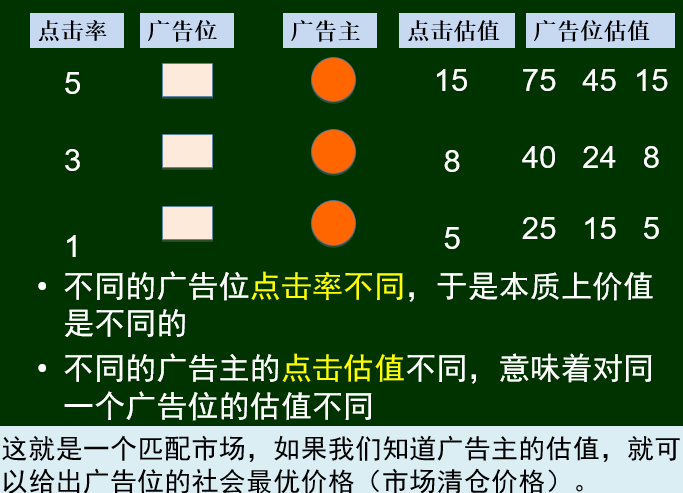 点击率 广告位 广告主 点击估值 广告位估值
5 15 75 45 15
3 8 40 24 8
1 5 25 15 5
• 不同的广告位点击率不同，于是本质上价值
是不同的
• 不同的广告主的点击估值不同，意味着对同
一个广告位的估值不同
这就是一个匹配市场，如果我们知道广告主的估值，就可
以给出广告位的社会最优价格（市场清仓价格）。